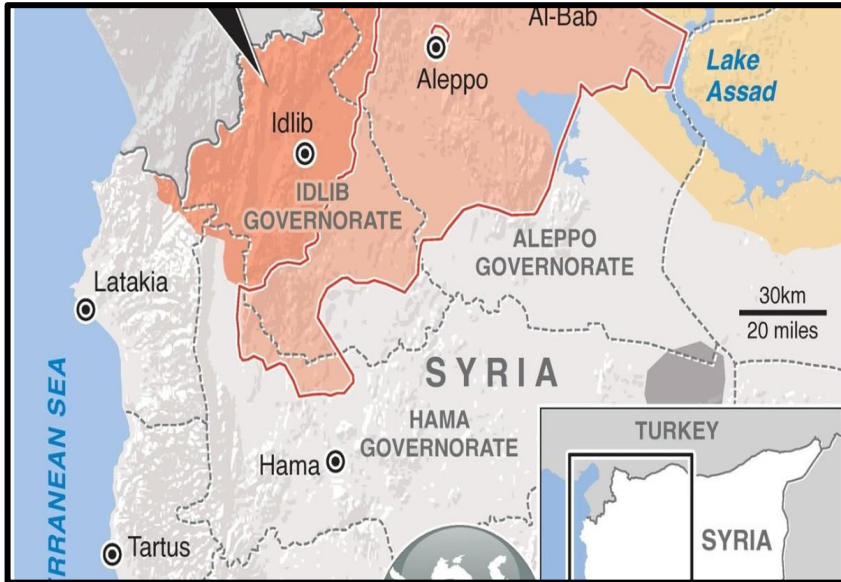 Al-Bab
Aleppo
Lake
Assad
Idlib
IDLIB
GOVERNORATE
ALEPPO
GOVERNORATE
Latakia
30km
20 miles
SYRIA
HAMA
GOVERNORATE
Hama
TURKEY
SYRIA
Tartus
ERRANEAN SEA